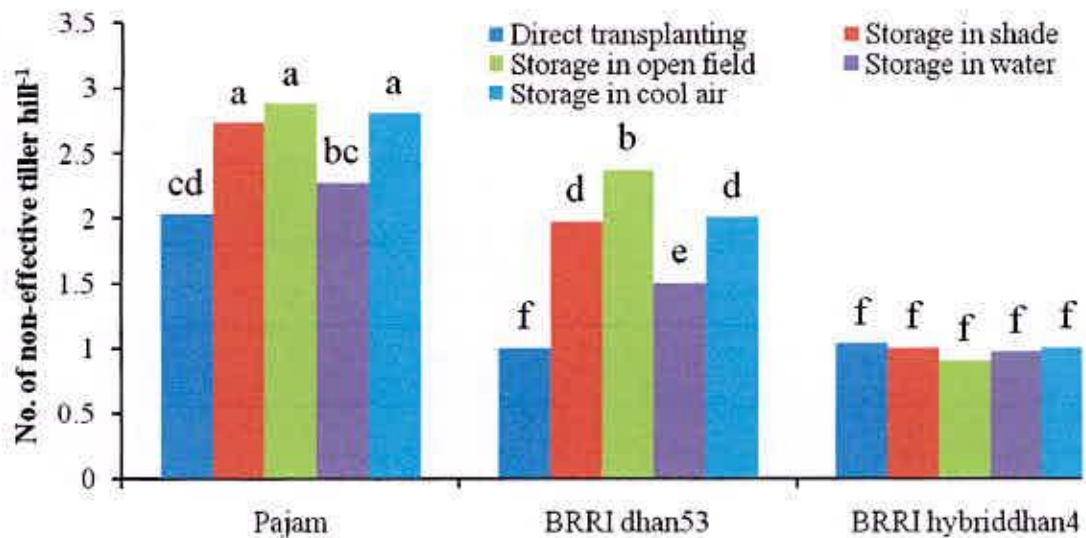 No. of non-effective tiller hill⁻¹
3.5
3
2.5
2
1.5
1
0.5
0
Direct transplanting
Storage in shade
Storage in open field
Storage in water
Storage in cool air
cd
a
a
bc
a
f
d
b
e
d
f
f
f
f
f
Pajam
BRRI dhan53
BRRI hybriddhan4